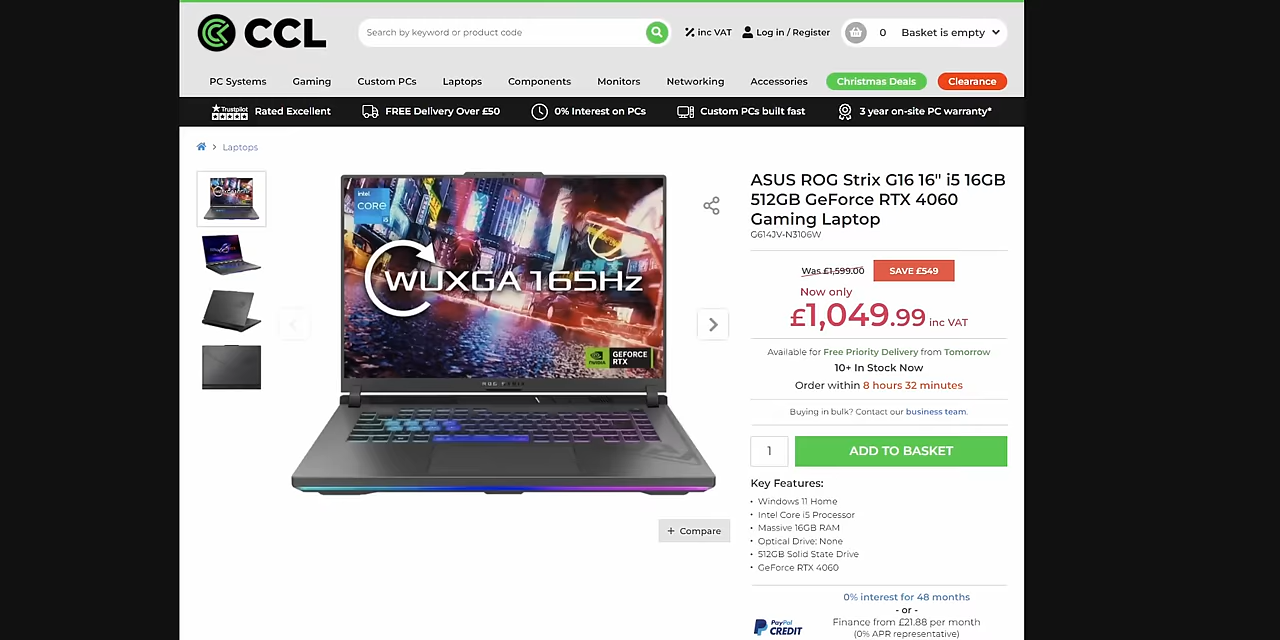 CCL
Search by keyword or product code
inc VAT
Log in / Register
0
Basket is empty
PC Systems
Gaming
Custom PCs
Laptops
Components
Monitors
Networking
Accessories
Christmas Deals
Clearance
Trustpilot
Rated Excellent
FREE Delivery Over £50
0% Interest on PCs
Custom PCs built fast
3 year on-site PC warranty*
Laptops
intel
CORE
i5
WUXGA 165Hz
NVIDIA
GEFORCE
RTX
ASUS ROG Strix G16 16" i5 16GB
512GB GeForce RTX 4060
Gaming Laptop
G614JV-N3106W
Was £1,599.00
SAVE £549
Now only
£1,049.99 inc VAT
Available for Free Priority Delivery from Tomorrow
10+ In Stock Now
Order within 8 hours 32 minutes
Buying in bulk? Contact our business team.
1
ADD TO BASKET
Key Features:
• Windows 11 Home
• Intel Core i5 Processor
• Massive 16GB RAM
• Optical Drive: None
• 512GB Solid State Drive
• GeForce RTX 4060
+ Compare
0% interest for 48 months
- or -
PayPal
CREDIT
Finance from £21.88 per month
(0% APR representative)